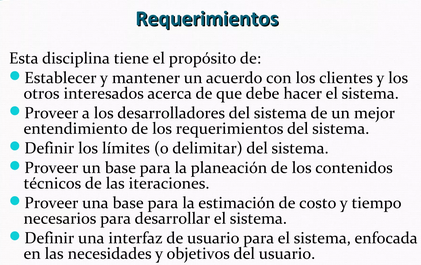 Requerimientos
Esta disciplina tiene el propósito de:
Establecer y mantener un acuerdo con los clientes y los
otros interesados acerca de que debe hacer el sistema.
Proveer a los desarrolladores del sistema de un mejor
entendimiento de los requerimientos del sistema.
Definir los límites (o delimitar) del sistema.
Proveer un base para la planeación de los contenidos
técnicos de las iteraciones.
Proveer una base para la estimación de costo y tiempo
necesarios para desarrollar el sistema.
Definir una interfaz de usuario para el sistema, enfocada
en las necesidades y objetivos del usuario.